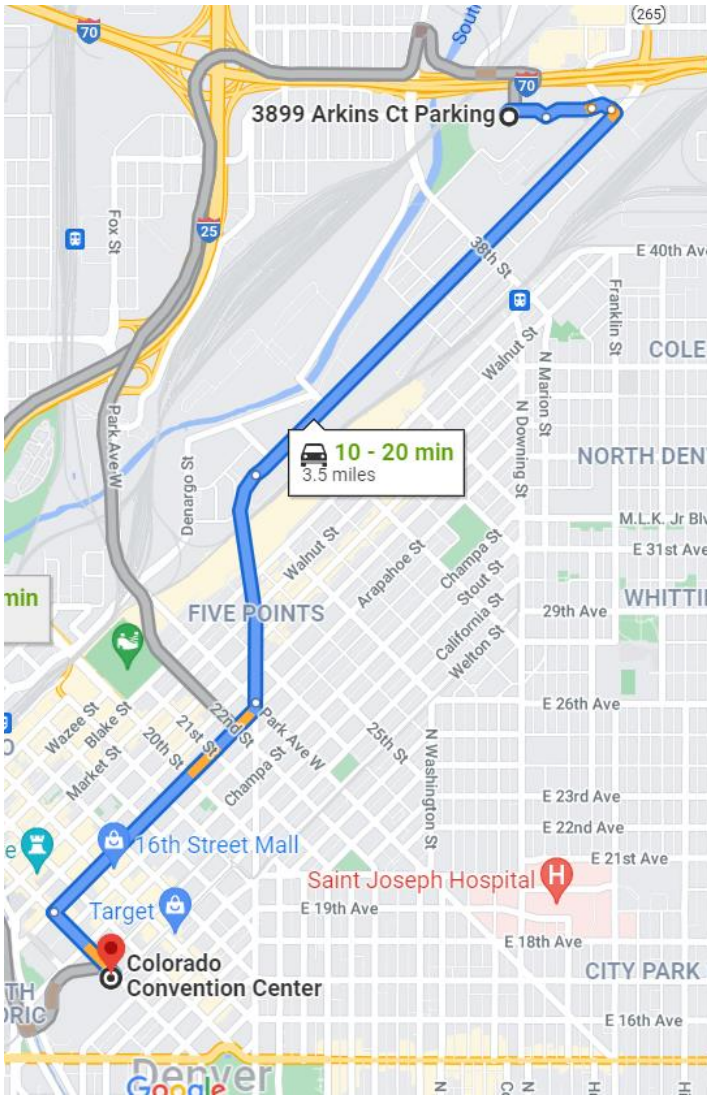 70
South
(265)
70
3899 Arkins Ct Parking
Fox St
25
38th St
E 40th Ave
Franklin St
Walnut St
COLE
N Marion St
N Downing St
Park Ave W
10 - 20 min
3.5 miles
NORTH DEN
Denargo St
M.L.K. Jr Blv
E 31st Ave
Walnut St
Arapahoe St
Champa St
Stout St
California St
Welton St
min
FIVE POINTS
29th Ave
WHITTI
Wazee St
Blake St
Market St
20th St
21st St
22nd St
Park Ave W
Champa St
25th St
E 26th Ave
N Washington St
E 23rd Ave
E 22nd Ave
E 21st Ave
16th Street Mall
Saint Joseph Hospital
H
Target
E 19th Ave
E 18th Ave
Colorado
Convention Center
CITY PARK
TH
ORIC
E 16th Ave
Denver
Google
N
N